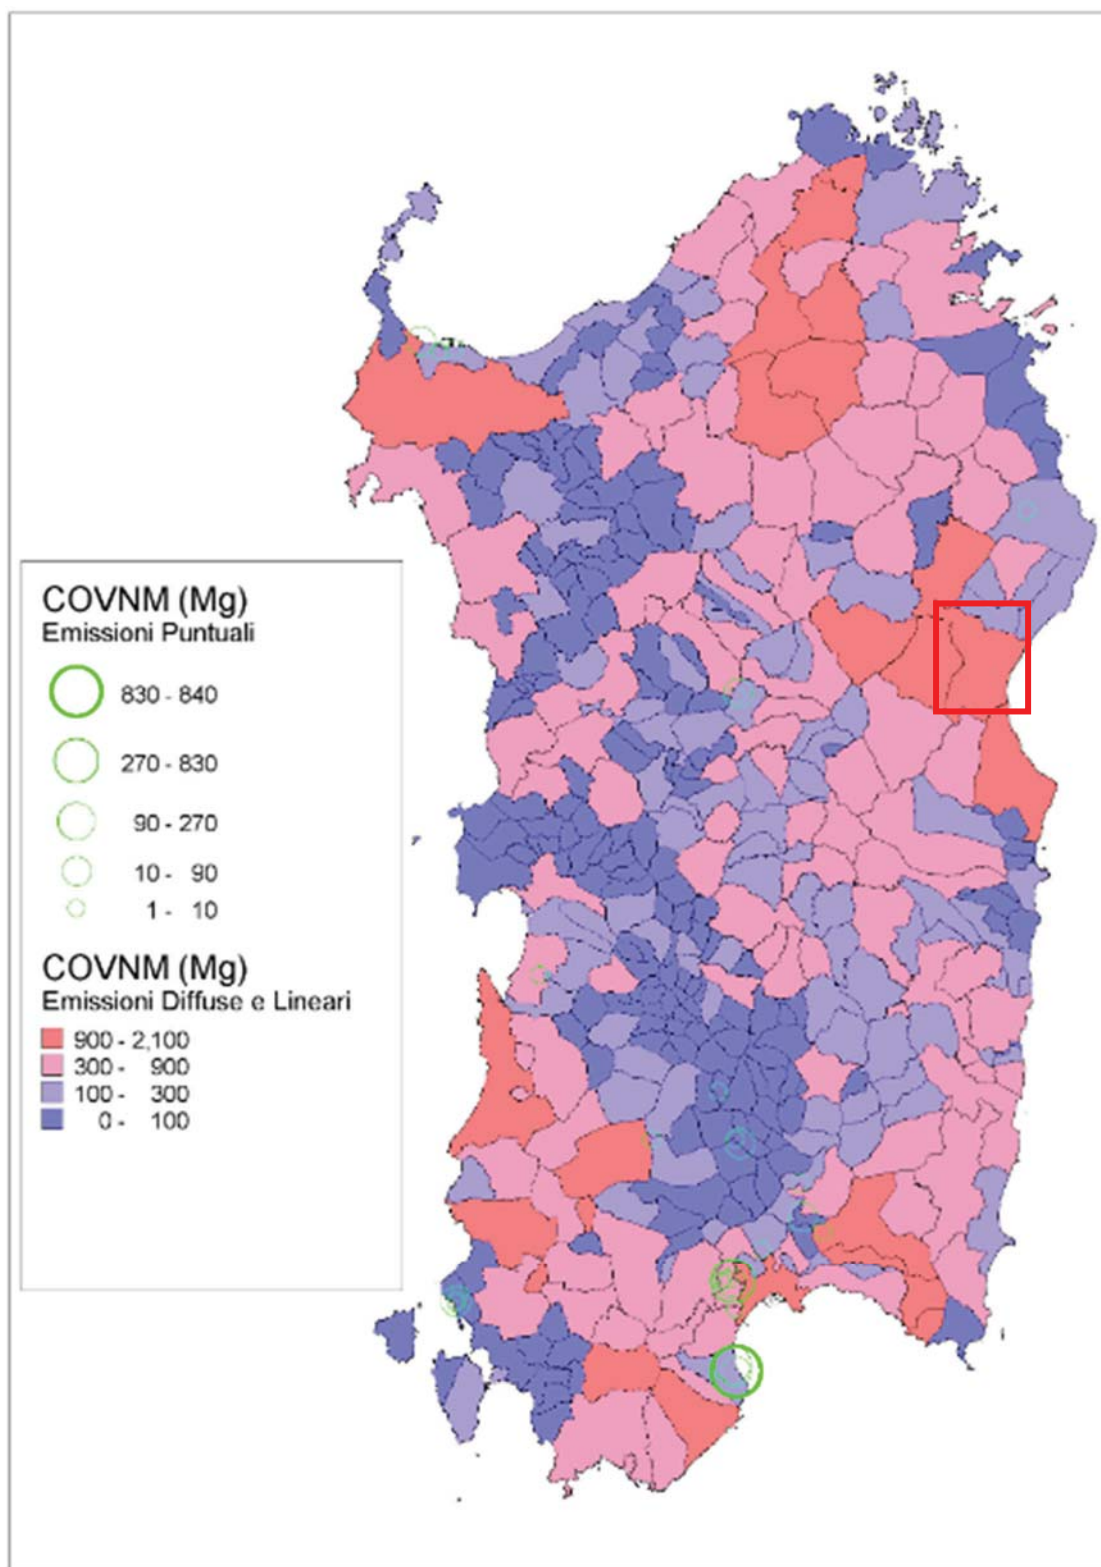 COVNM (Mg)
Emissioni Puntuali
830 - 840
270 - 830
90 - 270
10 - 90
1 - 10
COVNM (Mg)
Emissioni Diffuse e Lineari
900 - 2,100
300 - 900
100 - 300
0 - 100